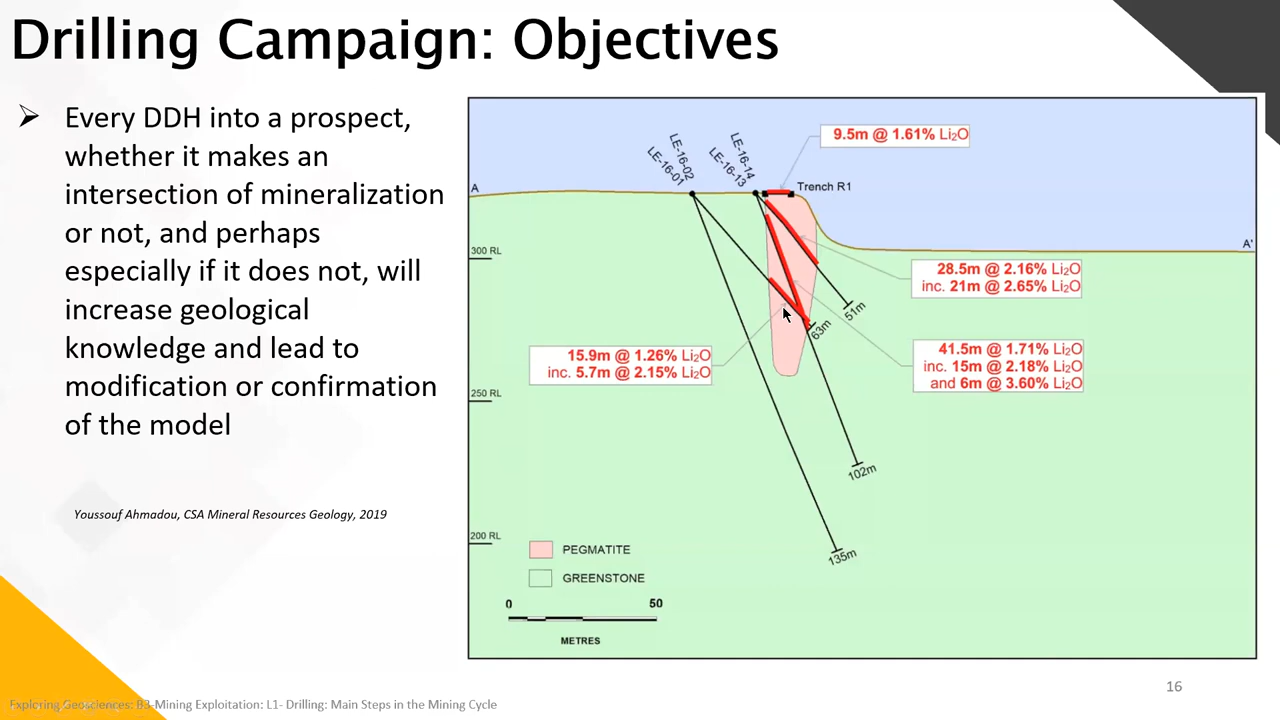 Drilling Campaign: Objectives
Every DDH into a prospect,
whether it makes an
intersection of mineralization
or not, and perhaps
especially if it does not, will
increase geological
knowledge and lead to
modification or confirmation
of the model
Youssouf Ahmadou, CSA Mineral Resources Geology, 2019
9.5m @ 1.61% Li₂O
LE-16-02
LE-16-01
LE-16-14
LE-16-13
Trench R1
A
A'
300 RL
28.5m @ 2.16% Li₂O
inc. 21m @ 2.65% Li₂O
51m
63m
15.9m @ 1.26% Li₂O
inc. 5.7m @ 2.15% Li₂O
41.5m @ 1.71% Li₂O
inc. 15m @ 2.18% Li₂O
and 6m @ 3.60% Li₂O
250 RL
102m
200 RL
135m
PEGMATITE
GREENSTONE
0 50
METRES
16
Exploring Geosciences: B3-Mining Exploitation: L1- Drilling: Main Steps in the Mining Cycle